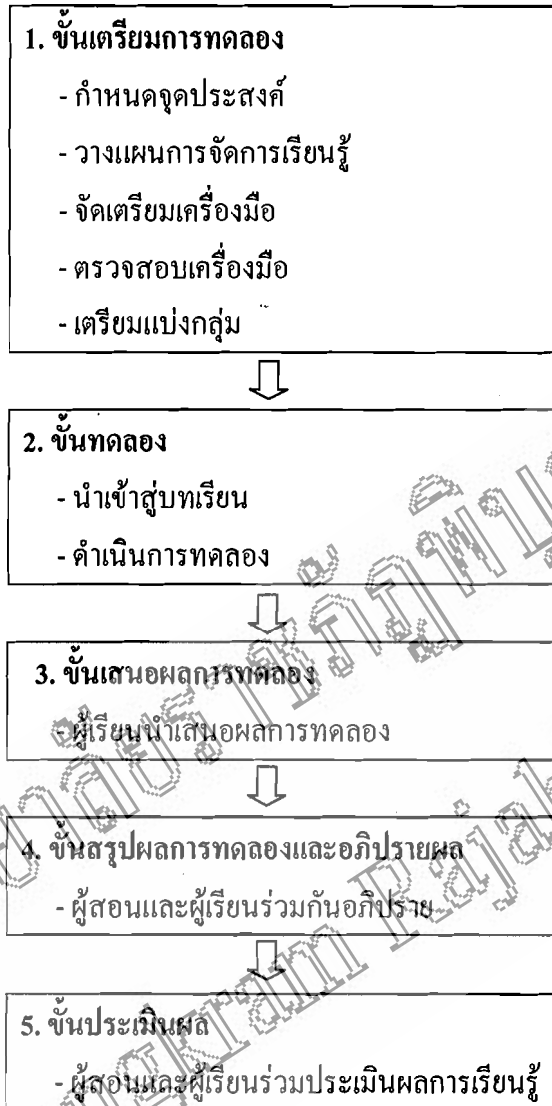 1. ขั้นเตรียมการทดลอง
- กำหนดจุดประสงค์
- วางแผนการจัดการเรียนรู้
- จัดเตรียมเครื่องมือ
- ตรวจสอบเครื่องมือ
- เตรียมแบ่งกลุ่ม
2. ขั้นทดลอง
- นำเข้าสู่บทเรียน
- ดำเนินการทดลอง
3. ขั้นเสนอผลการทดลอง
- ผู้เรียนนำเสนอผลการทดลอง
4. ขั้นสรุปผลการทดลองและอภิปรายผล
- ผู้สอนและผู้เรียนร่วมกันอภิปราย
5. ขั้นประเมินผล
- ผู้สอนและผู้เรียนร่วมประเมินผลการเรียนรู้